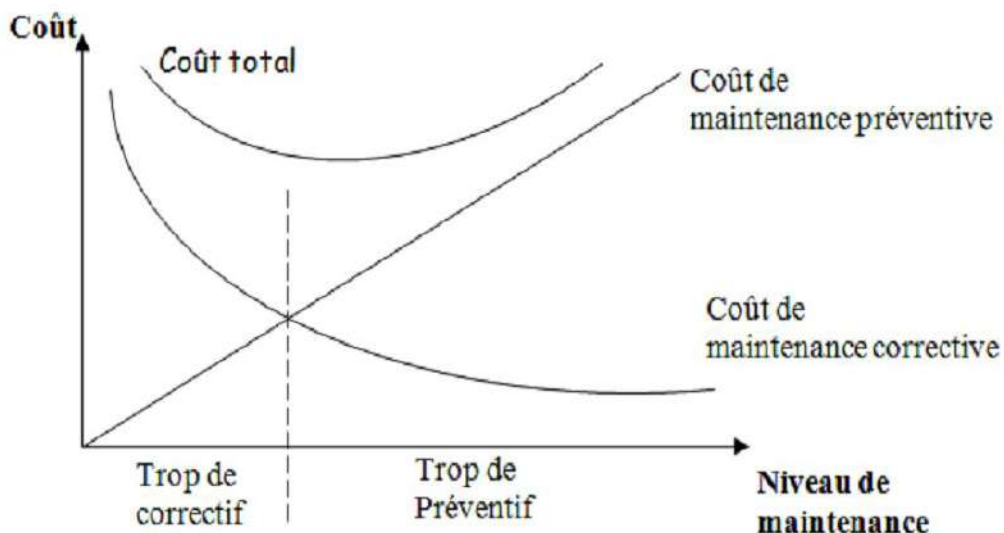 Coût
Coût total
Coût de
maintenance préventive
Coût de
maintenance corrective
Trop de
correctif
Trop de
Préventif
Niveau de
maintenance